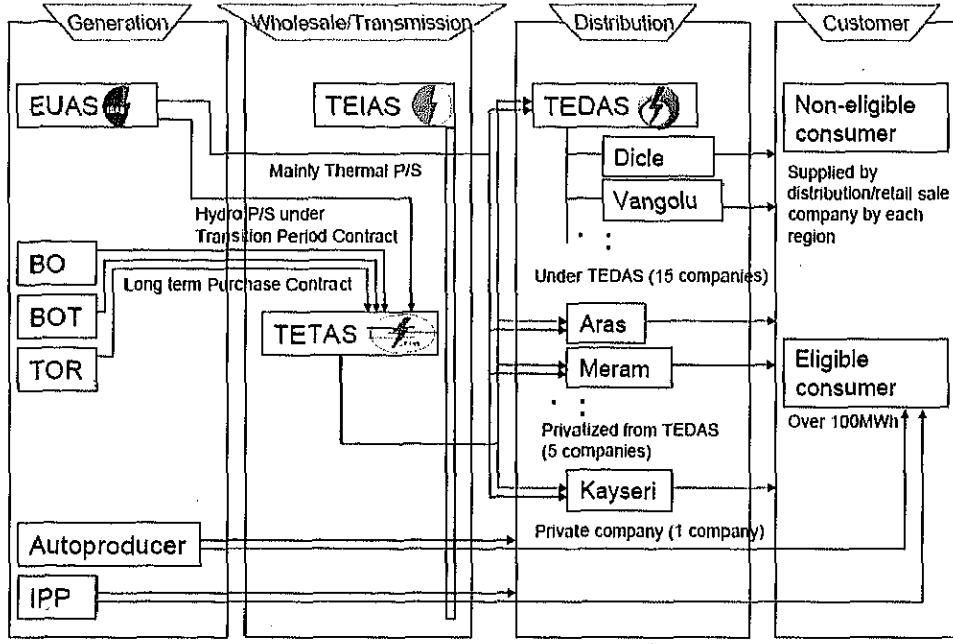 Generation
Wholesale/Transmission
Distribution
Customer
EUAS
TEIAS
TEDAS
Non-eligible
consumer
Mainly Thermal P/S
Dicle
Supplied by
distribution/retail sale
company by each
region
Vangolu
Hydro P/S under
Transition Period Contract
BO
Long term Purchase Contract
Under TEDAS (15 companies)
BOT
TETAS
Aras
TOR
Meram
Eligible
consumer
Over 100MWh
Privatized from TEDAS
(5 companies)
Kayseri
Autoproducer
Private company (1 company)
IPP